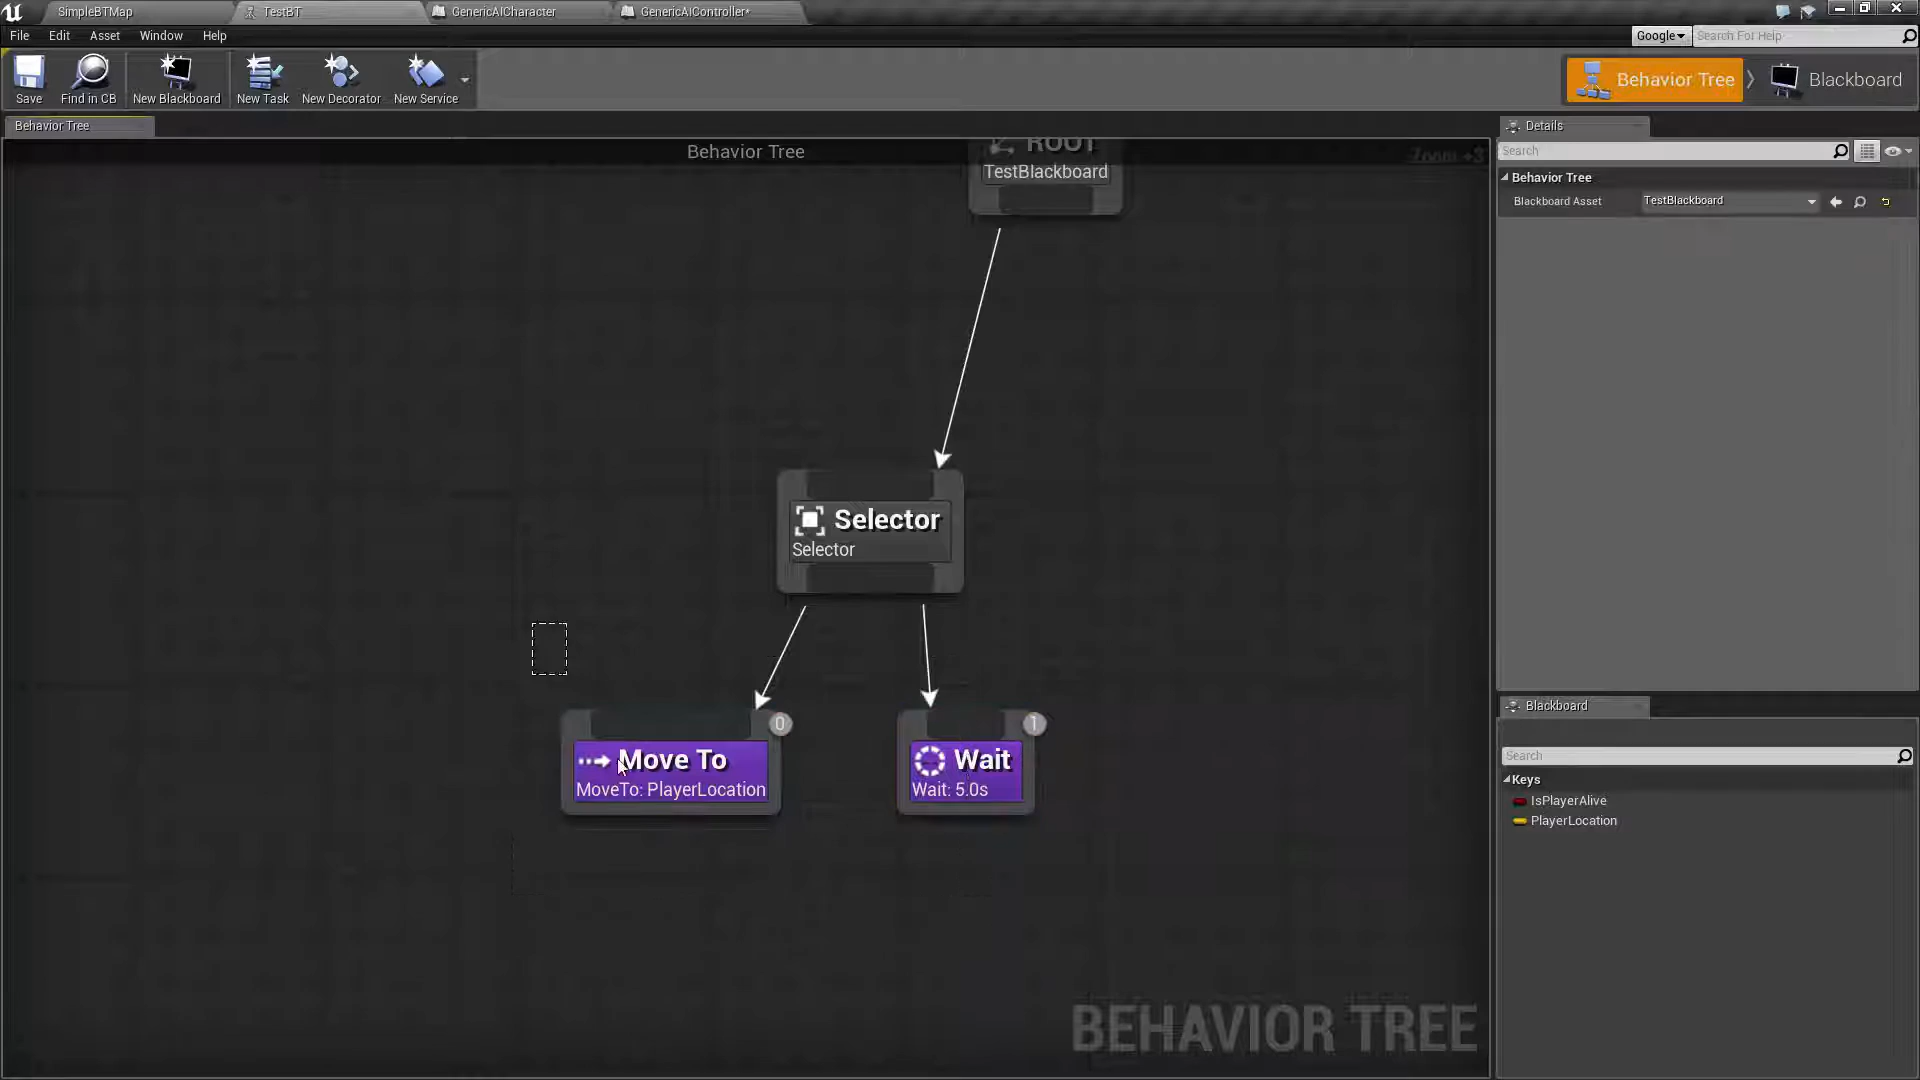 SimpleBTMap
TestBT
GenericAICharacter
GenericAIController*
File Edit Asset Window Help
Google
Search For Help
Save
Find in CB
New Blackboard
New Task
New Decorator
New Service
Behavior Tree
Blackboard
Behavior Tree
Details
Behavior Tree
Zoom +3
Search
Behavior Tree
Blackboard Asset
TestBlackboard
ROOT
TestBlackboard
Selector
Selector
0
Move To
MoveTo: PlayerLocation
1
Wait
Wait: 5.0s
Blackboard
Search
Keys
IsPlayerAlive
PlayerLocation
BEHAVIOR TREE